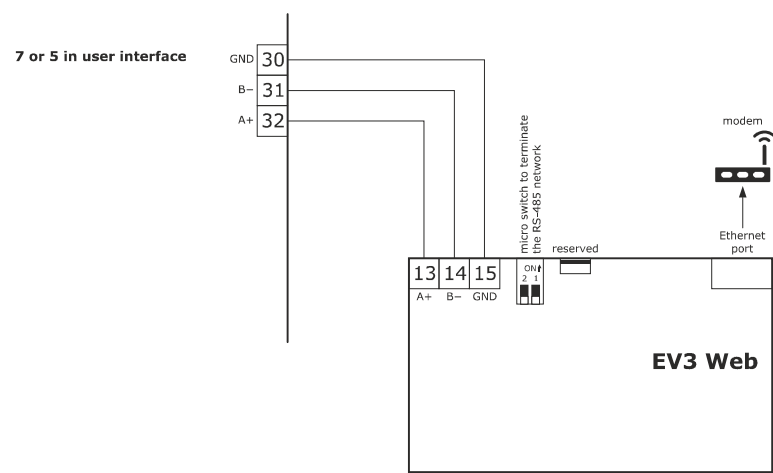 7 or 5 in user interface
GND 30
B− 31
A+ 32
micro switch to terminate
the RS-485 network
reserved
modem
Ethernet
port
13 14 15
A+ B− GND
ON
2 1
EV3 Web